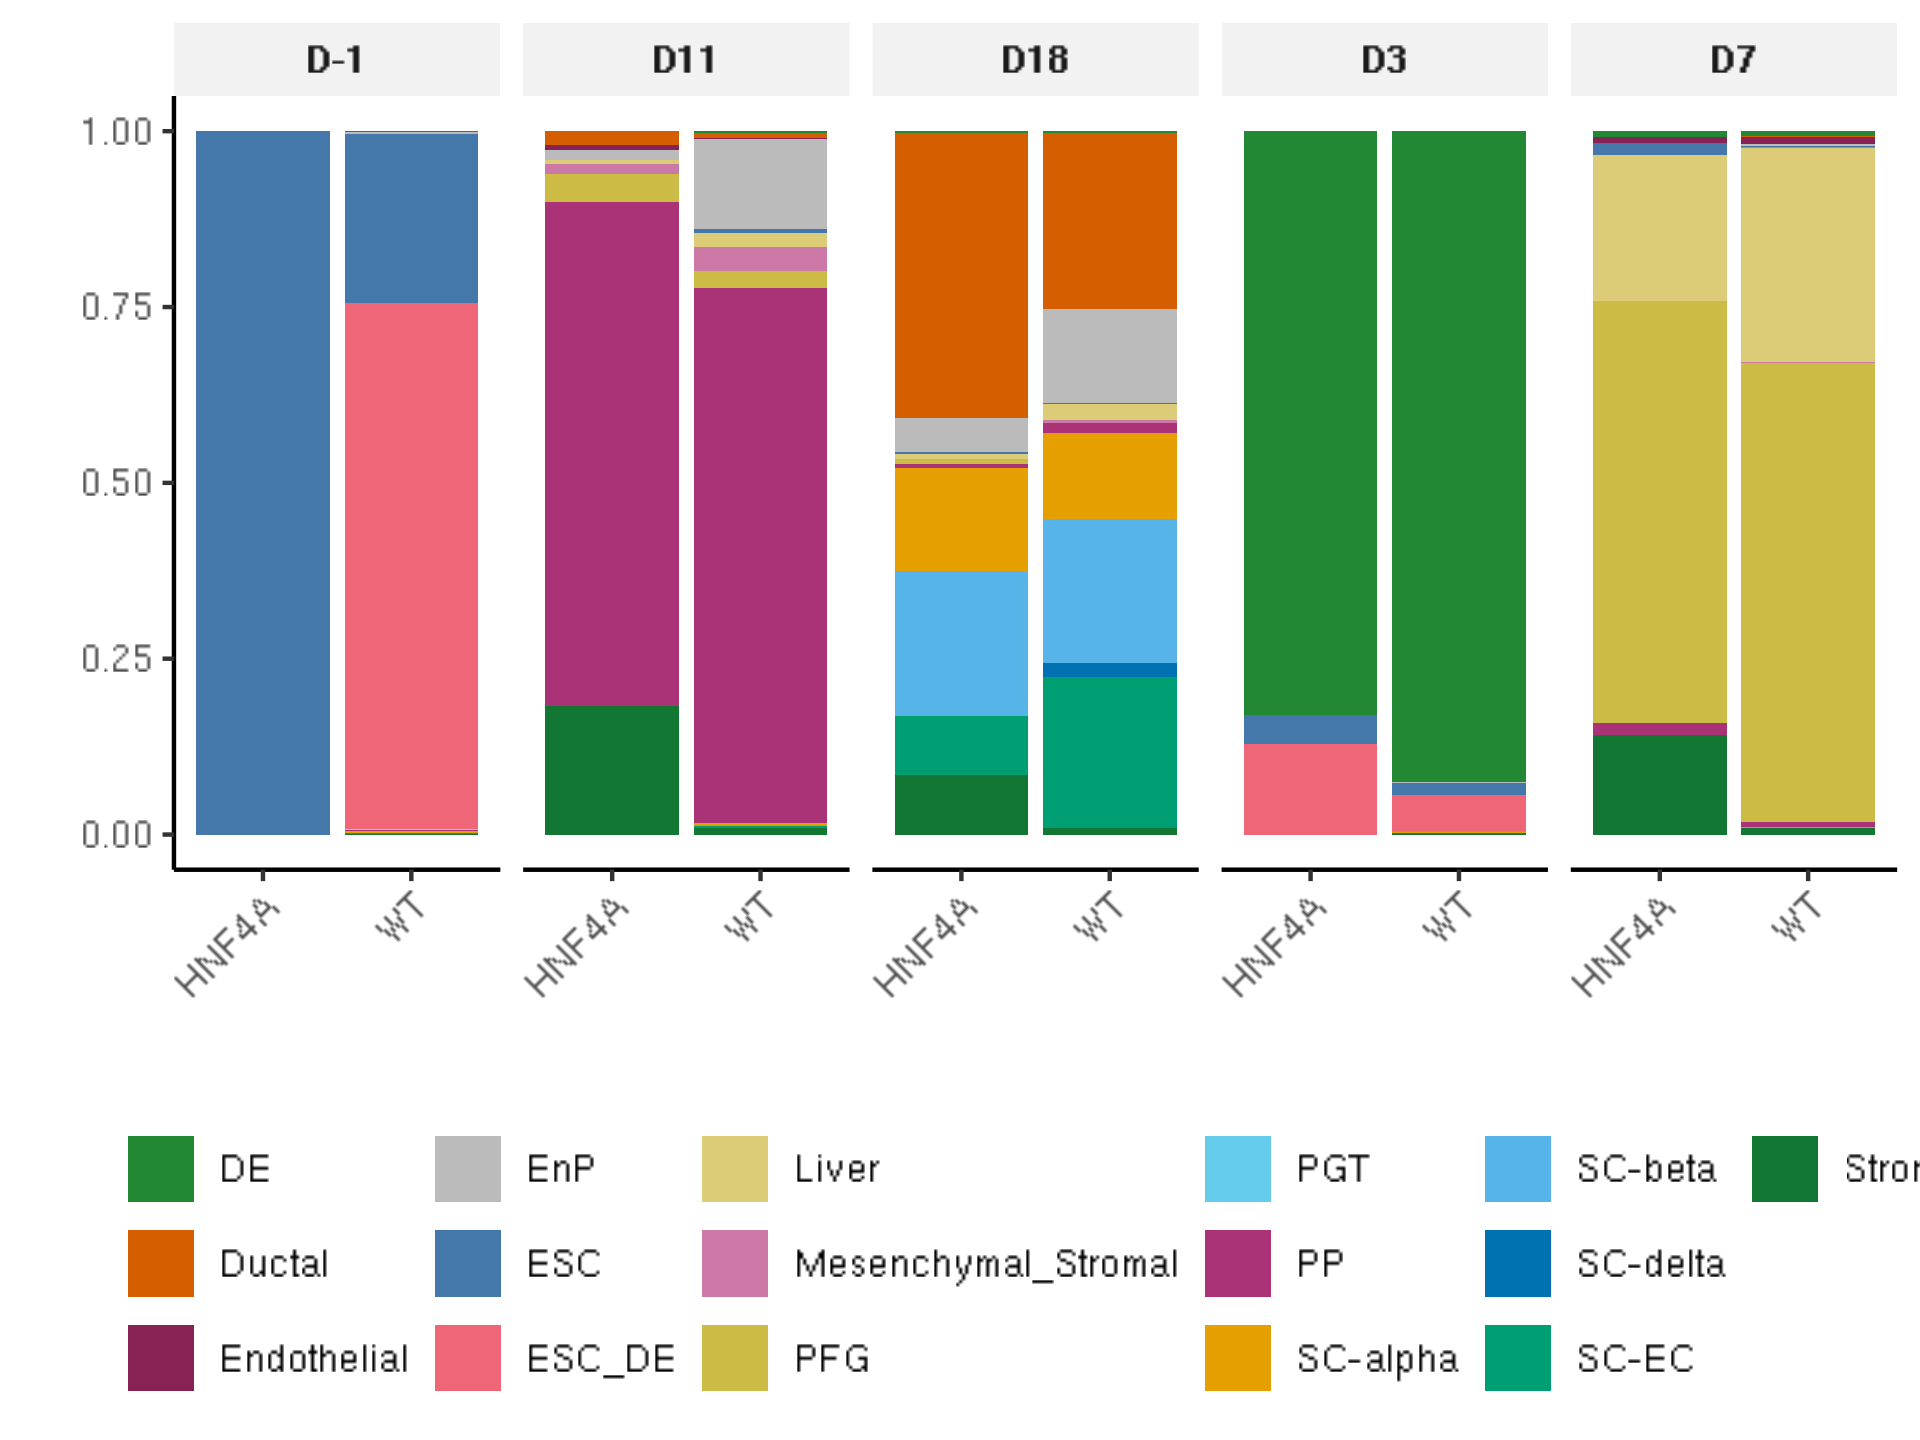 D-1 D11 D18 D3 D7
1.00
0.75
0.50
0.25
0.00
HNF4A WT HNF4A WT HNF4A WT HNF4A WT HNF4A WT
DE EnP Liver PGT SC-beta
Ductal ESC Mesenchymal_Stromal PP SC-delta
Endothelial ESC_DE PFG SC-alpha SC-EC